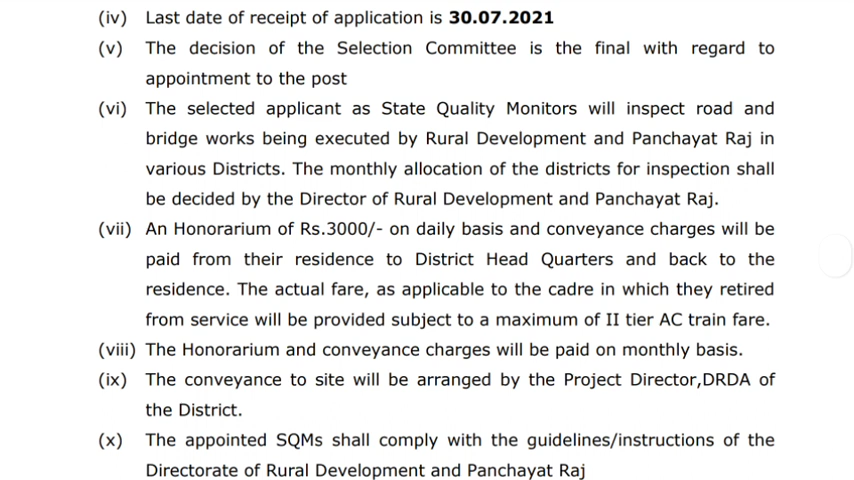 (iv) Last date of receipt of application is 30.07.2021
(v) The decision of the Selection Committee is the final with regard to
appointment to the post
(vi) The selected applicant as State Quality Monitors will inspect road and
bridge works being executed by Rural Development and Panchayat Raj in
various Districts. The monthly allocation of the districts for inspection shall
be decided by the Director of Rural Development and Panchayat Raj.
(vii) An Honorarium of Rs.3000/- on daily basis and conveyance charges will be
paid from their residence to District Head Quarters and back to the
residence. The actual fare, as applicable to the cadre in which they retired
from service will be provided subject to a maximum of II tier AC train fare.
(viii) The Honorarium and conveyance charges will be paid on monthly basis.
(ix) The conveyance to site will be arranged by the Project Director,DRDA of
the District.
(x) The appointed SQMs shall comply with the guidelines/instructions of the
Directorate of Rural Development and Panchayat Raj